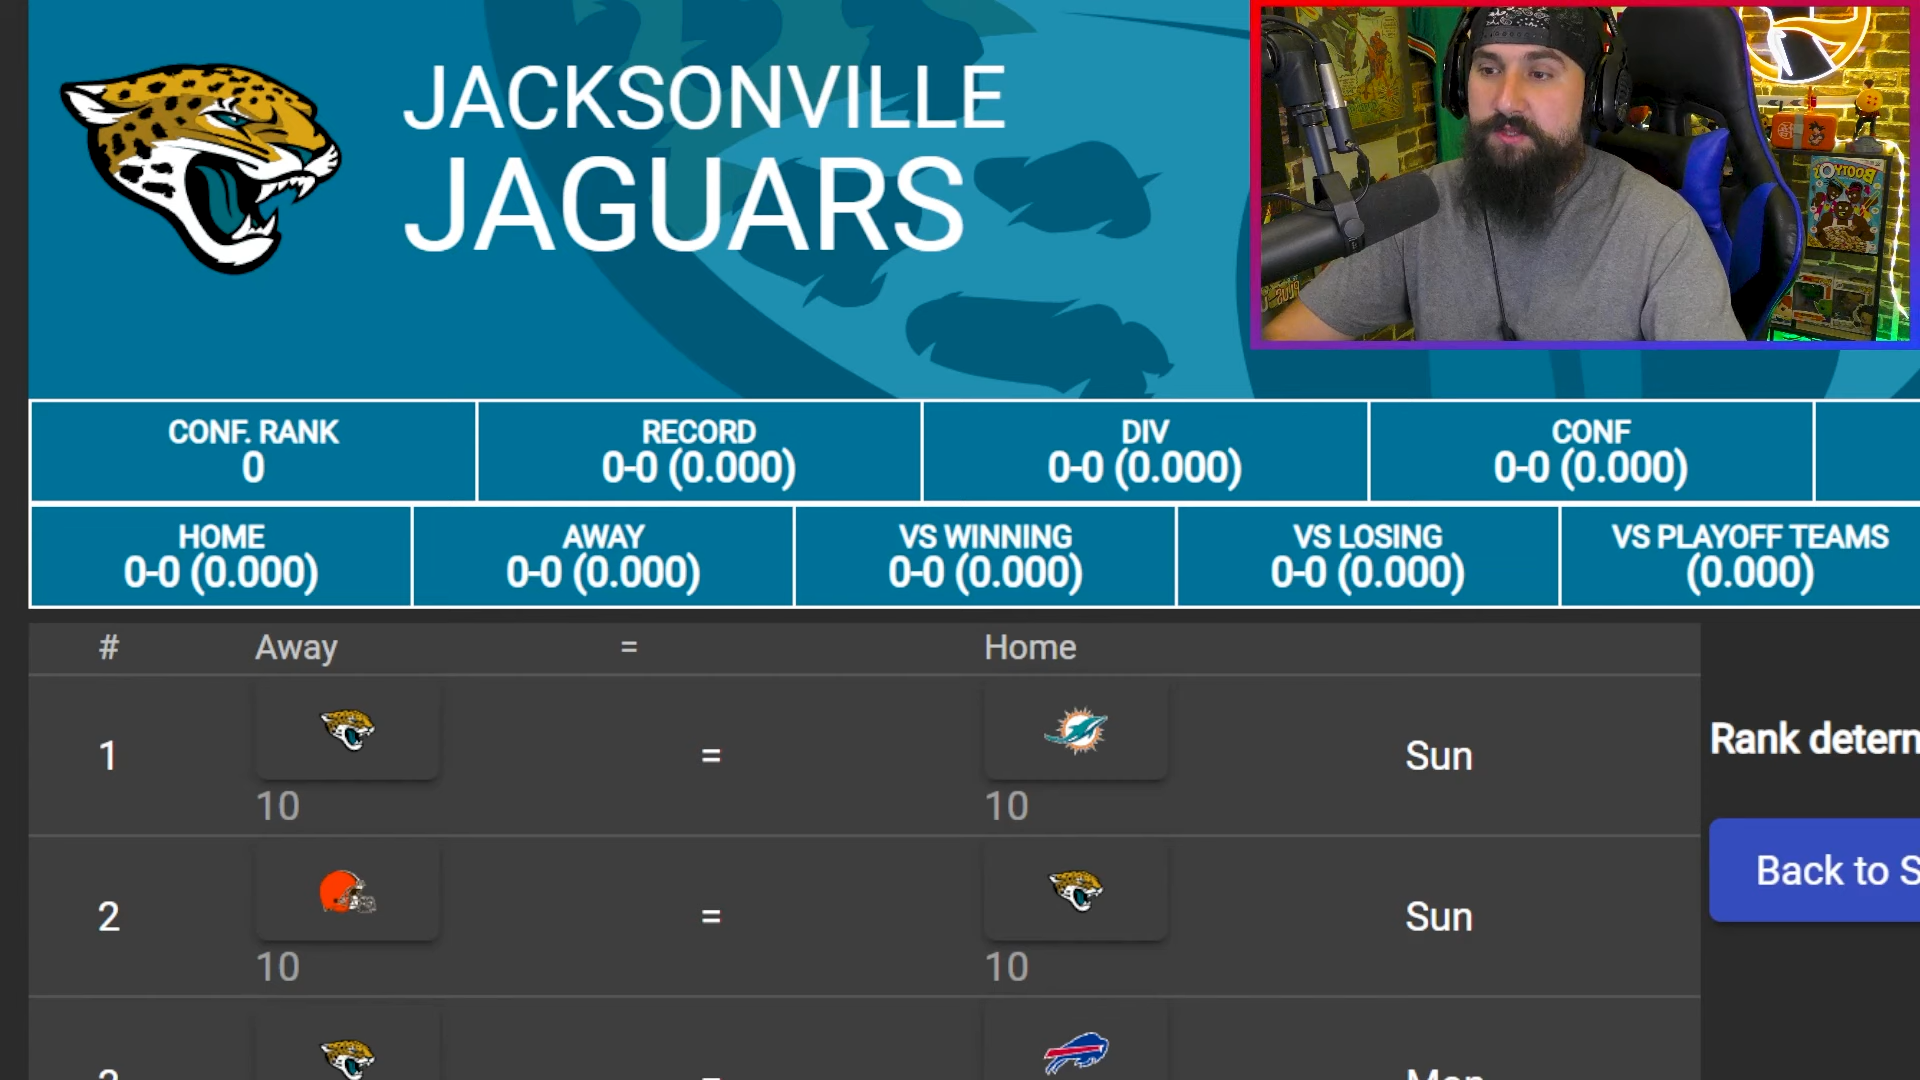 JACKSONVILLE
JAGUARS
CONF. RANK
0
RECORD
0-0 (0.000)
DIV
0-0 (0.000)
CONF
0-0 (0.000)
HOME
0-0 (0.000)
AWAY
0-0 (0.000)
VS WINNING
0-0 (0.000)
VS LOSING
0-0 (0.000)
VS PLAYOFF TEAMS
(0.000)
# Away = Home
1 = Sun
10 10
2 = Sun
10 10
Rank determ
Back to S
BOOTY O'S